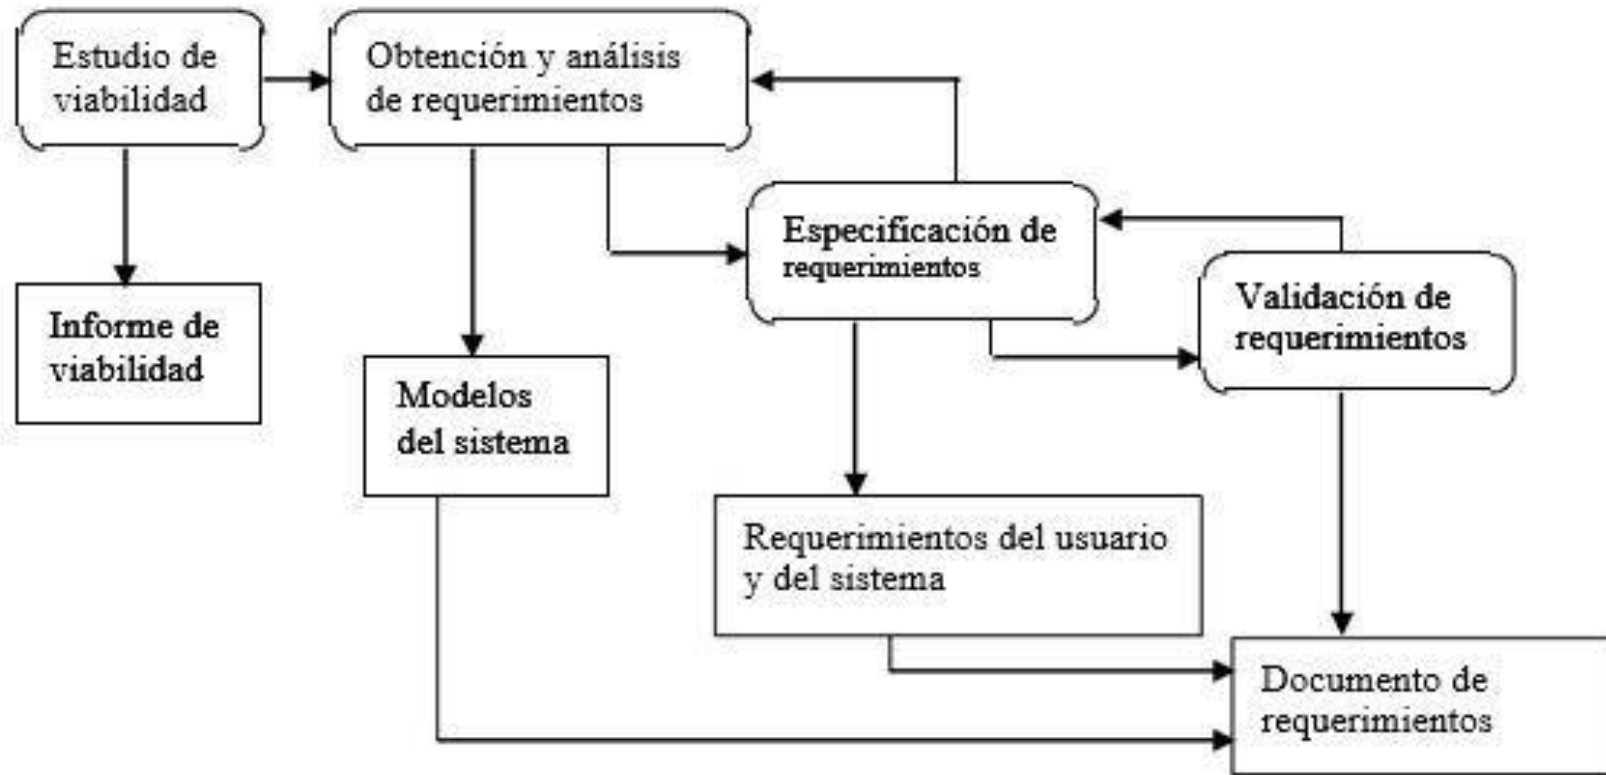 Estudio de
viabilidad
Obtención y análisis
de requerimientos
Especificación de
requerimientos
Validación de
requerimientos
Informe de
viabilidad
Modelos
del sistema
Requerimientos del usuario
y del sistema
Documento de
requerimientos